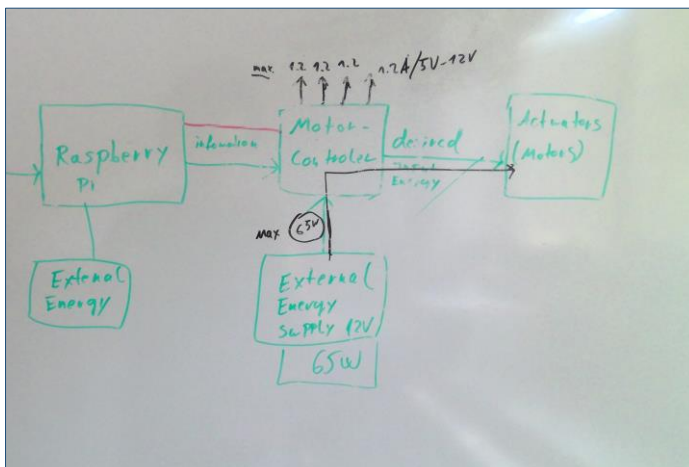 max. 1.2 1.2 1.2 1.2A/5V-12V
Raspberry
Pi
information
Motor-
Controler
desired
Energy
Actuators
(Motors)
max
65W
External
Energy
External
Energy
supply 12V
65W